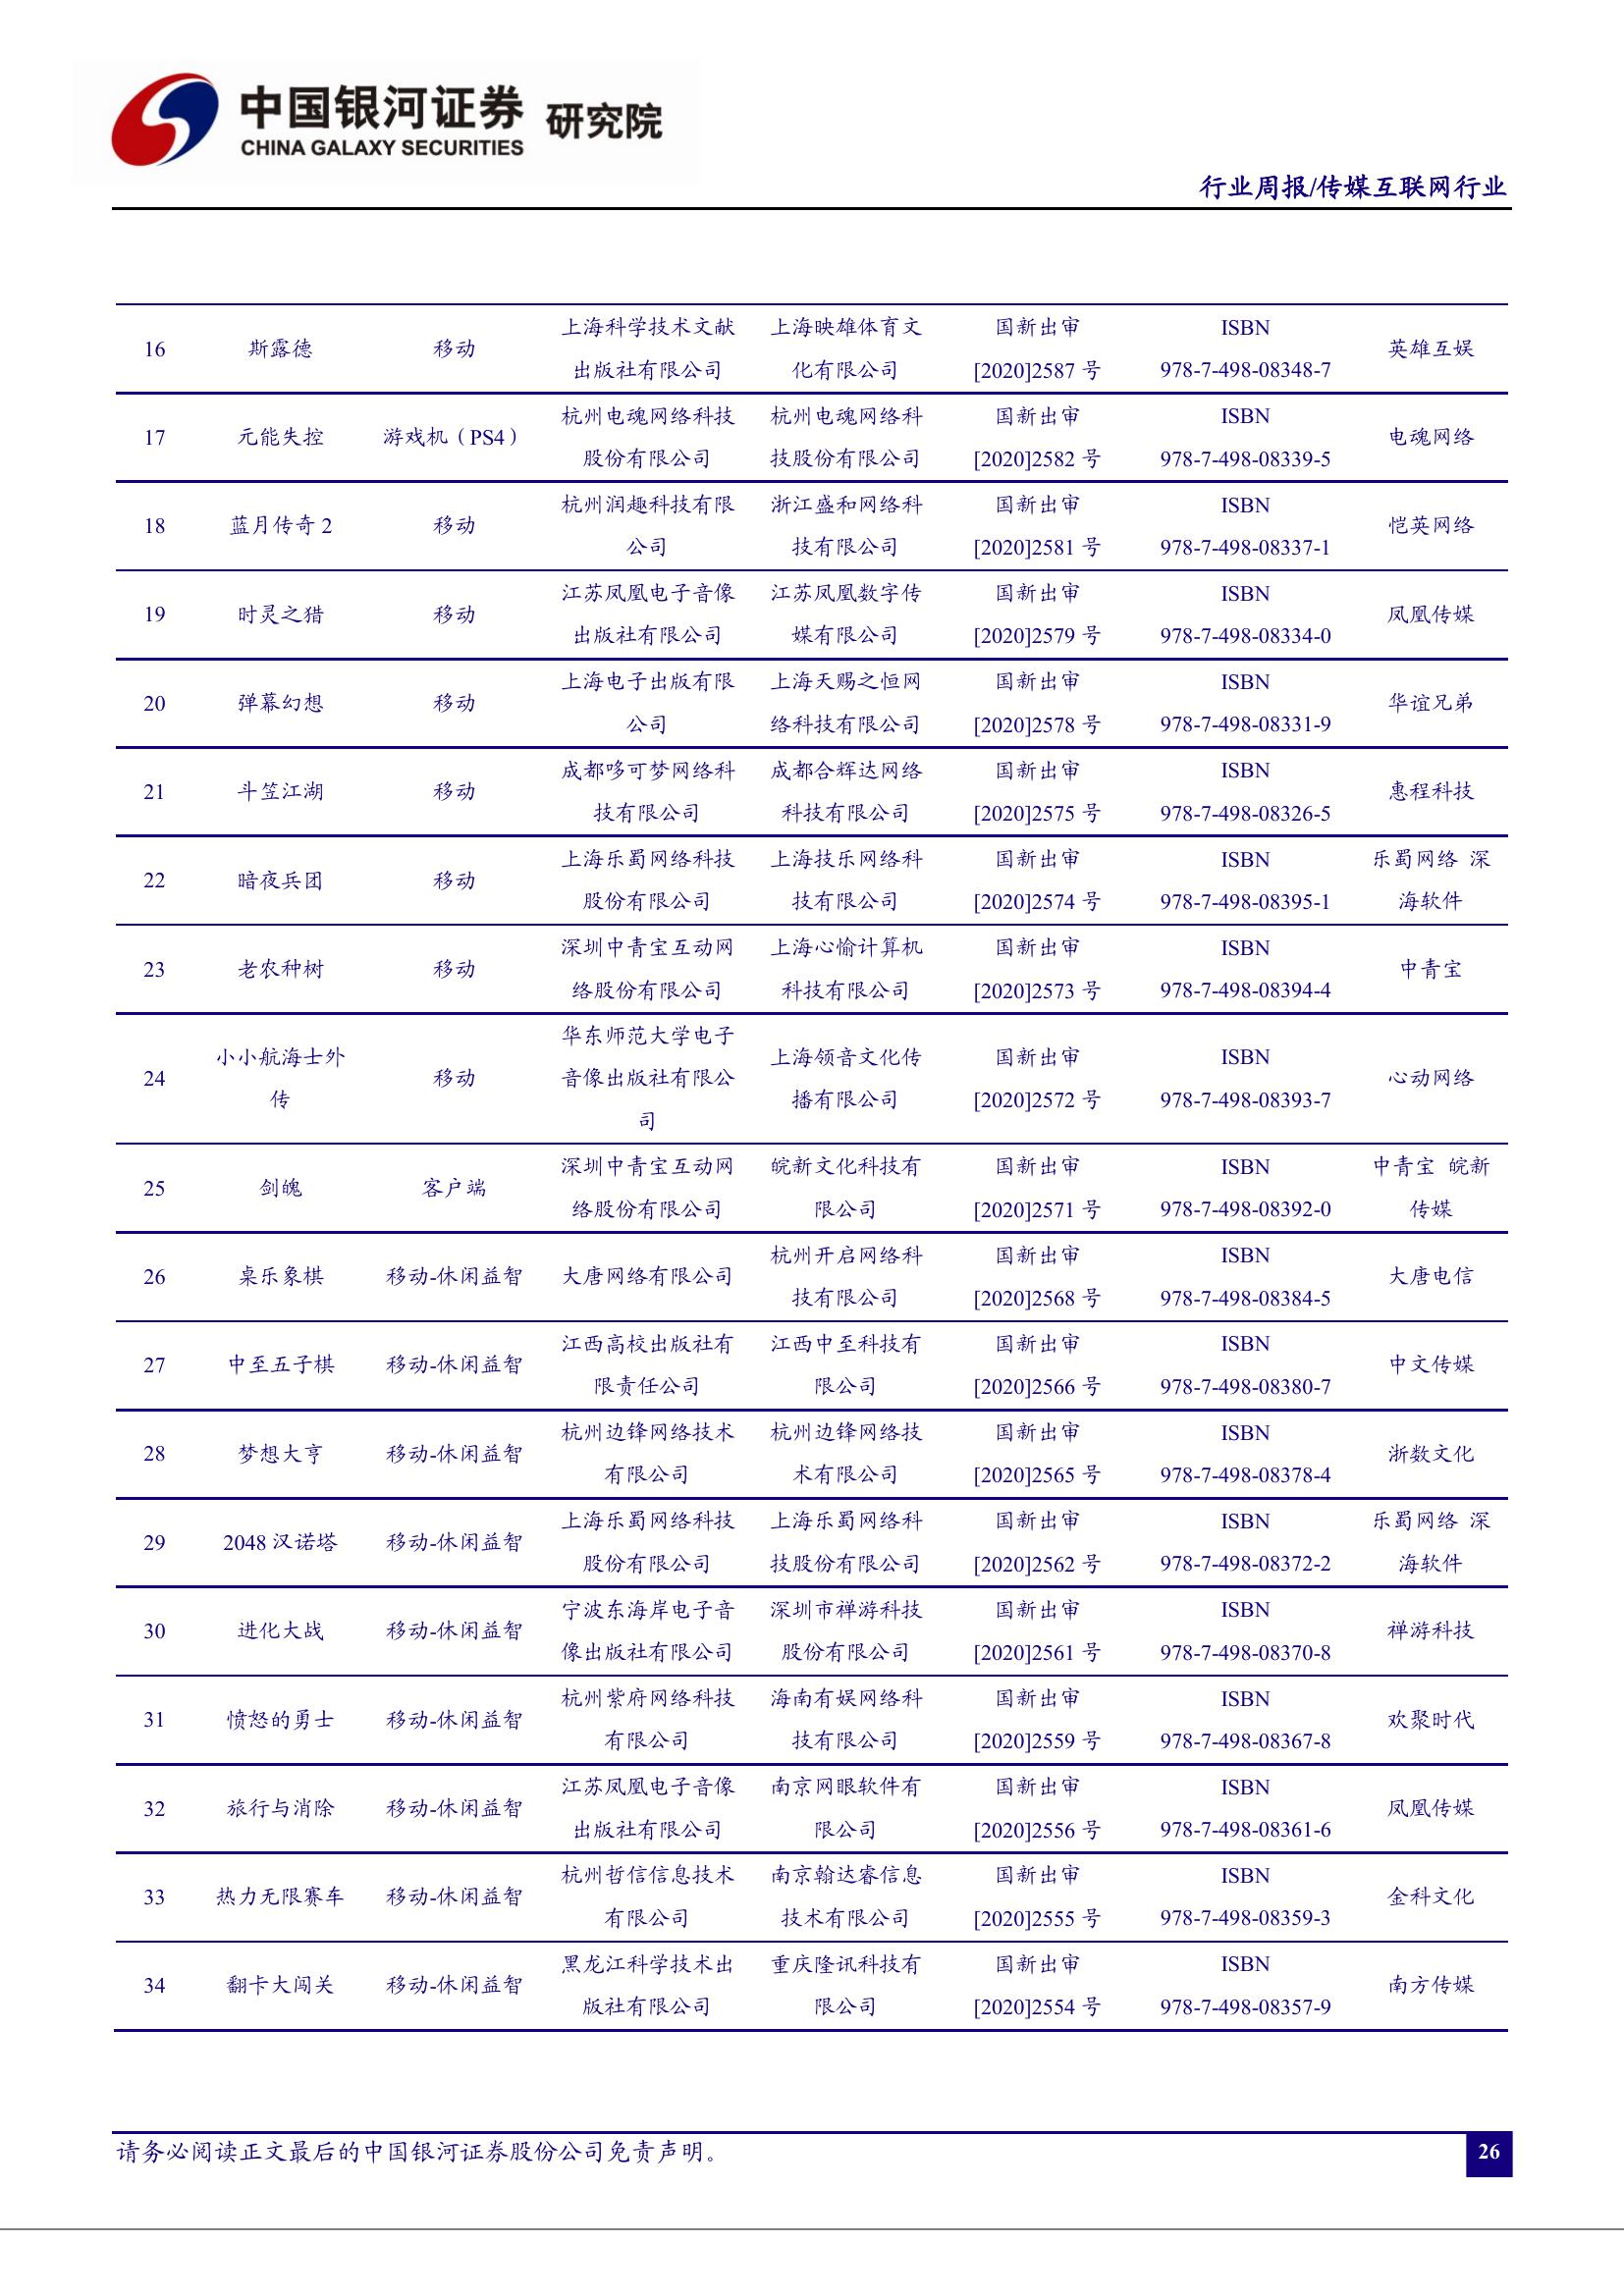 中国银河证券 研究院
CHINA GALAXY SECURITIES
行业周报/传媒互联网行业
16 斯露德 移动 上海科学技术文献 上海映雄体育文 国新出审 ISBN 英雄互娱
出版社有限公司 化有限公司 [2020]2587 号 978-7-498-08348-7
17 元能失控 游戏机（PS4） 杭州电魂网络科技 杭州电魂网络科 国新出审 ISBN 电魂网络
股份有限公司 技股份有限公司 [2020]2582 号 978-7-498-08339-5
18 蓝月传奇 2 移动 杭州润趣科技有限 浙江盛和网络科 国新出审 ISBN 恺英网络
公司 技有限公司 [2020]2581 号 978-7-498-08337-1
19 时灵之猎 移动 江苏凤凰电子音像 江苏凤凰数字传 国新出审 ISBN 凤凰传媒
出版社有限公司 媒有限公司 [2020]2579 号 978-7-498-08334-0
20 弹幕幻想 移动 上海电子出版有限 上海天赐之恒网 国新出审 ISBN 华谊兄弟
公司 络科技有限公司 [2020]2578 号 978-7-498-08331-9
21 斗笠江湖 移动 成都哆可梦网络科 成都合辉达网络 国新出审 ISBN 惠程科技
技有限公司 科技有限公司 [2020]2575 号 978-7-498-08326-5
22 暗夜兵团 移动 上海乐蜀网络科技 上海技乐网络科 国新出审 ISBN 乐蜀网络 深
股份有限公司 技有限公司 [2020]2574 号 978-7-498-08395-1 海软件
23 老农种树 移动 深圳中青宝互动网 上海心愉计算机 国新出审 ISBN 中青宝
络股份有限公司 科技有限公司 [2020]2573 号 978-7-498-08394-4
24 小小航海士外 移动 华东师范大学电子 上海领音文化传 国新出审 ISBN 心动网络
传 音像出版社有限公 播有限公司 [2020]2572 号 978-7-498-08393-7
司
25 剑魄 客户端 深圳中青宝互动网 皖新文化科技有 国新出审 ISBN 中青宝 皖新
络股份有限公司 限公司 [2020]2571 号 978-7-498-08392-0 传媒
26 桌乐象棋 移动-休闲益智 大唐网络有限公司 杭州开启网络科 国新出审 ISBN 大唐电信
技有限公司 [2020]2568 号 978-7-498-08384-5
27 中至五子棋 移动-休闲益智 江西高校出版社有 江西中至科技有 国新出审 ISBN 中文传媒
限责任公司 限公司 [2020]2566 号 978-7-498-08380-7
28 梦想大亨 移动-休闲益智 杭州边锋网络技术 杭州边锋网络技 国新出审 ISBN 浙数文化
有限公司 术有限公司 [2020]2565 号 978-7-498-08378-4
29 2048 汉诺塔 移动-休闲益智 上海乐蜀网络科技 上海乐蜀网络科 国新出审 ISBN 乐蜀网络 深
股份有限公司 技股份有限公司 [2020]2562 号 978-7-498-08372-2 海软件
30 进化大战 移动-休闲益智 宁波东海岸电子音 深圳市禅游科技 国新出审 ISBN 禅游科技
像出版社有限公司 股份有限公司 [2020]2561 号 978-7-498-08370-8
31 愤怒的勇士 移动-休闲益智 杭州紫府网络科技 海南有娱网络科 国新出审 ISBN 欢聚时代
有限公司 技有限公司 [2020]2559 号 978-7-498-08367-8
32 旅行与消除 移动-休闲益智 江苏凤凰电子音像 南京网眼软件有 国新出审 ISBN 凤凰传媒
出版社有限公司 限公司 [2020]2556 号 978-7-498-08361-6
33 热力无限赛车 移动-休闲益智 杭州哲信信息技术 南京翰达睿信息 国新出审 ISBN 金科文化
有限公司 技术有限公司 [2020]2555 号 978-7-498-08359-3
34 翻卡大闯关 移动-休闲益智 黑龙江科学技术出 重庆隆讯科技有 国新出审 ISBN 南方传媒
版社有限公司 限公司 [2020]2554 号 978-7-498-08357-9
请务必阅读正文最后的中国银河证券股份公司免责声明。
26